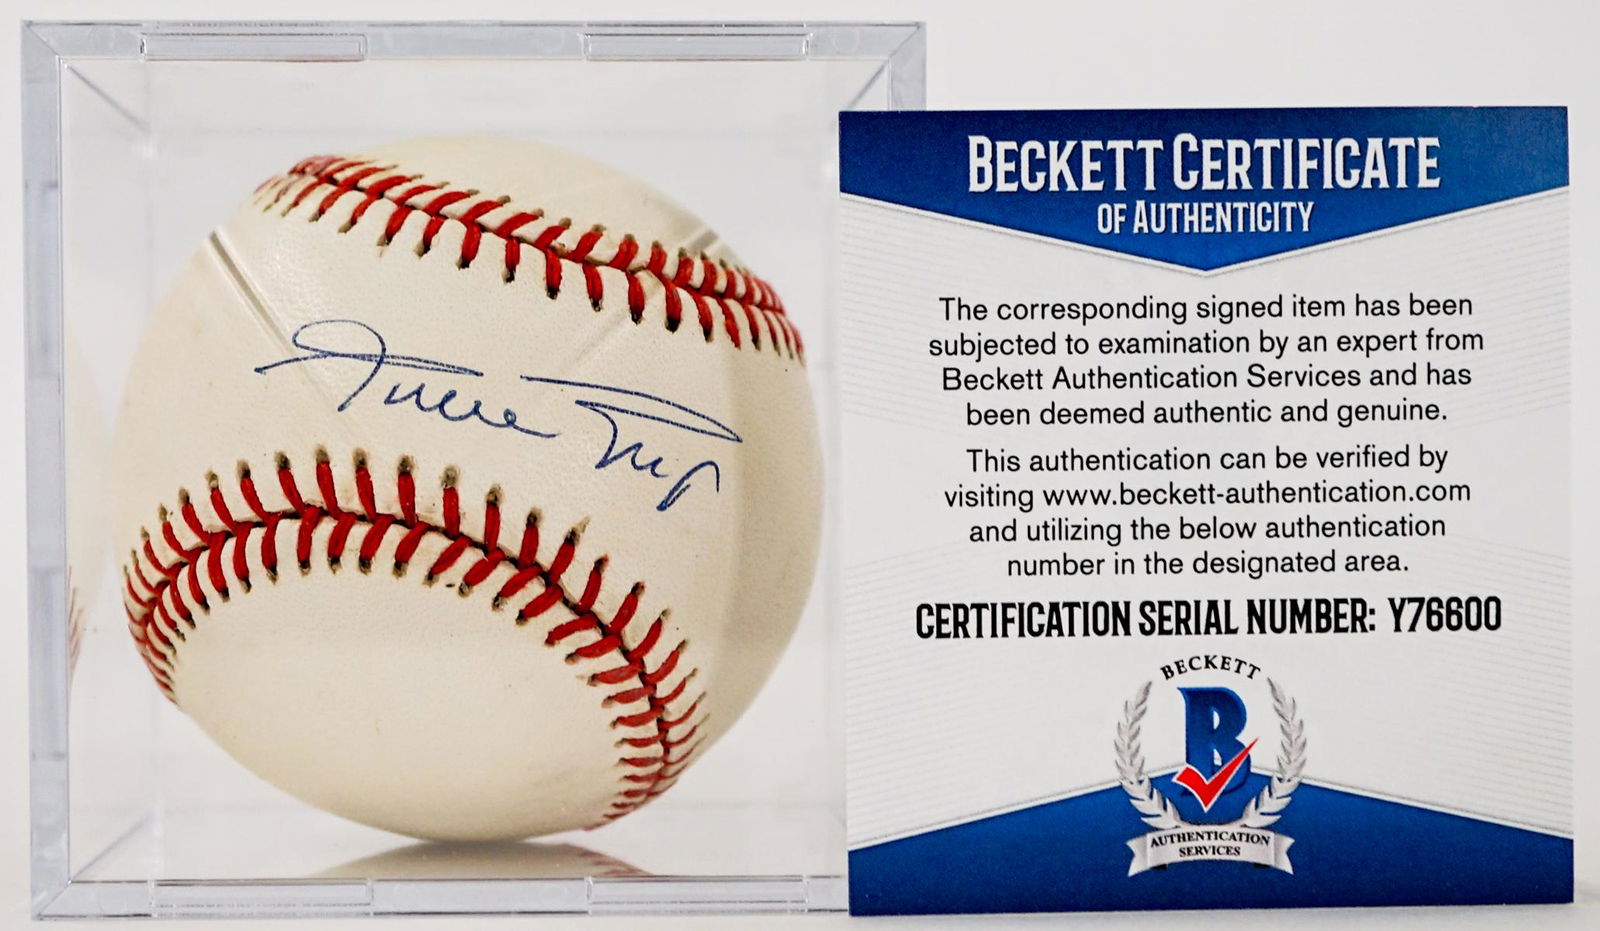 Willie Mays
BECKETT CERTIFICATE
OF AUTHENTICITY
The corresponding signed item has been
subjected to examination by an expert from
Beckett Authentication Services and has
been deemed authentic and genuine.
This authentication can be verified by
visiting www.beckett-authentication.com
and utilizing the below authentication
number in the designated area.
CERTIFICATION SERIAL NUMBER: Y76600
BECKETT
B
AUTHENTICATION
SERVICES